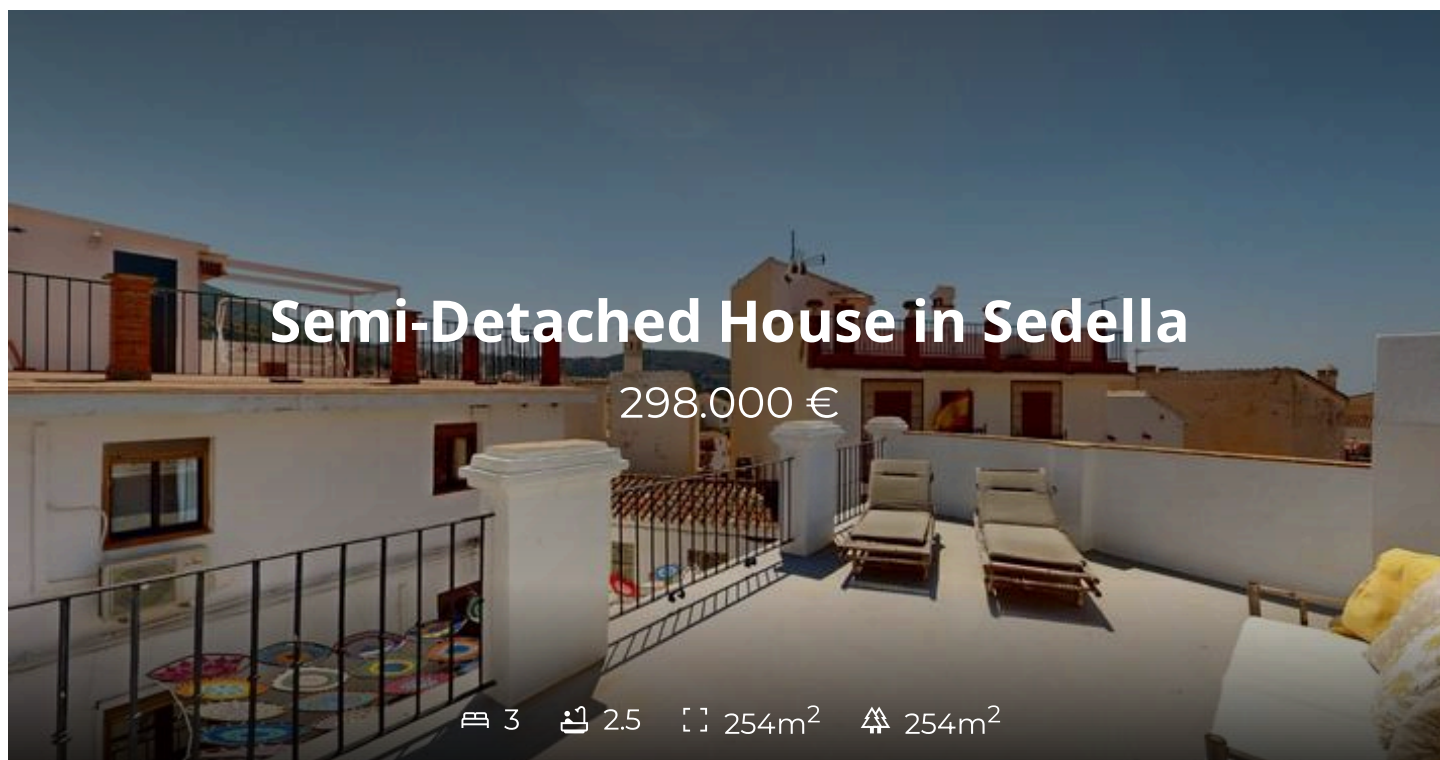 Semi-Detached House in Sedella
298.000 €
3 2.5 254m² 254m²